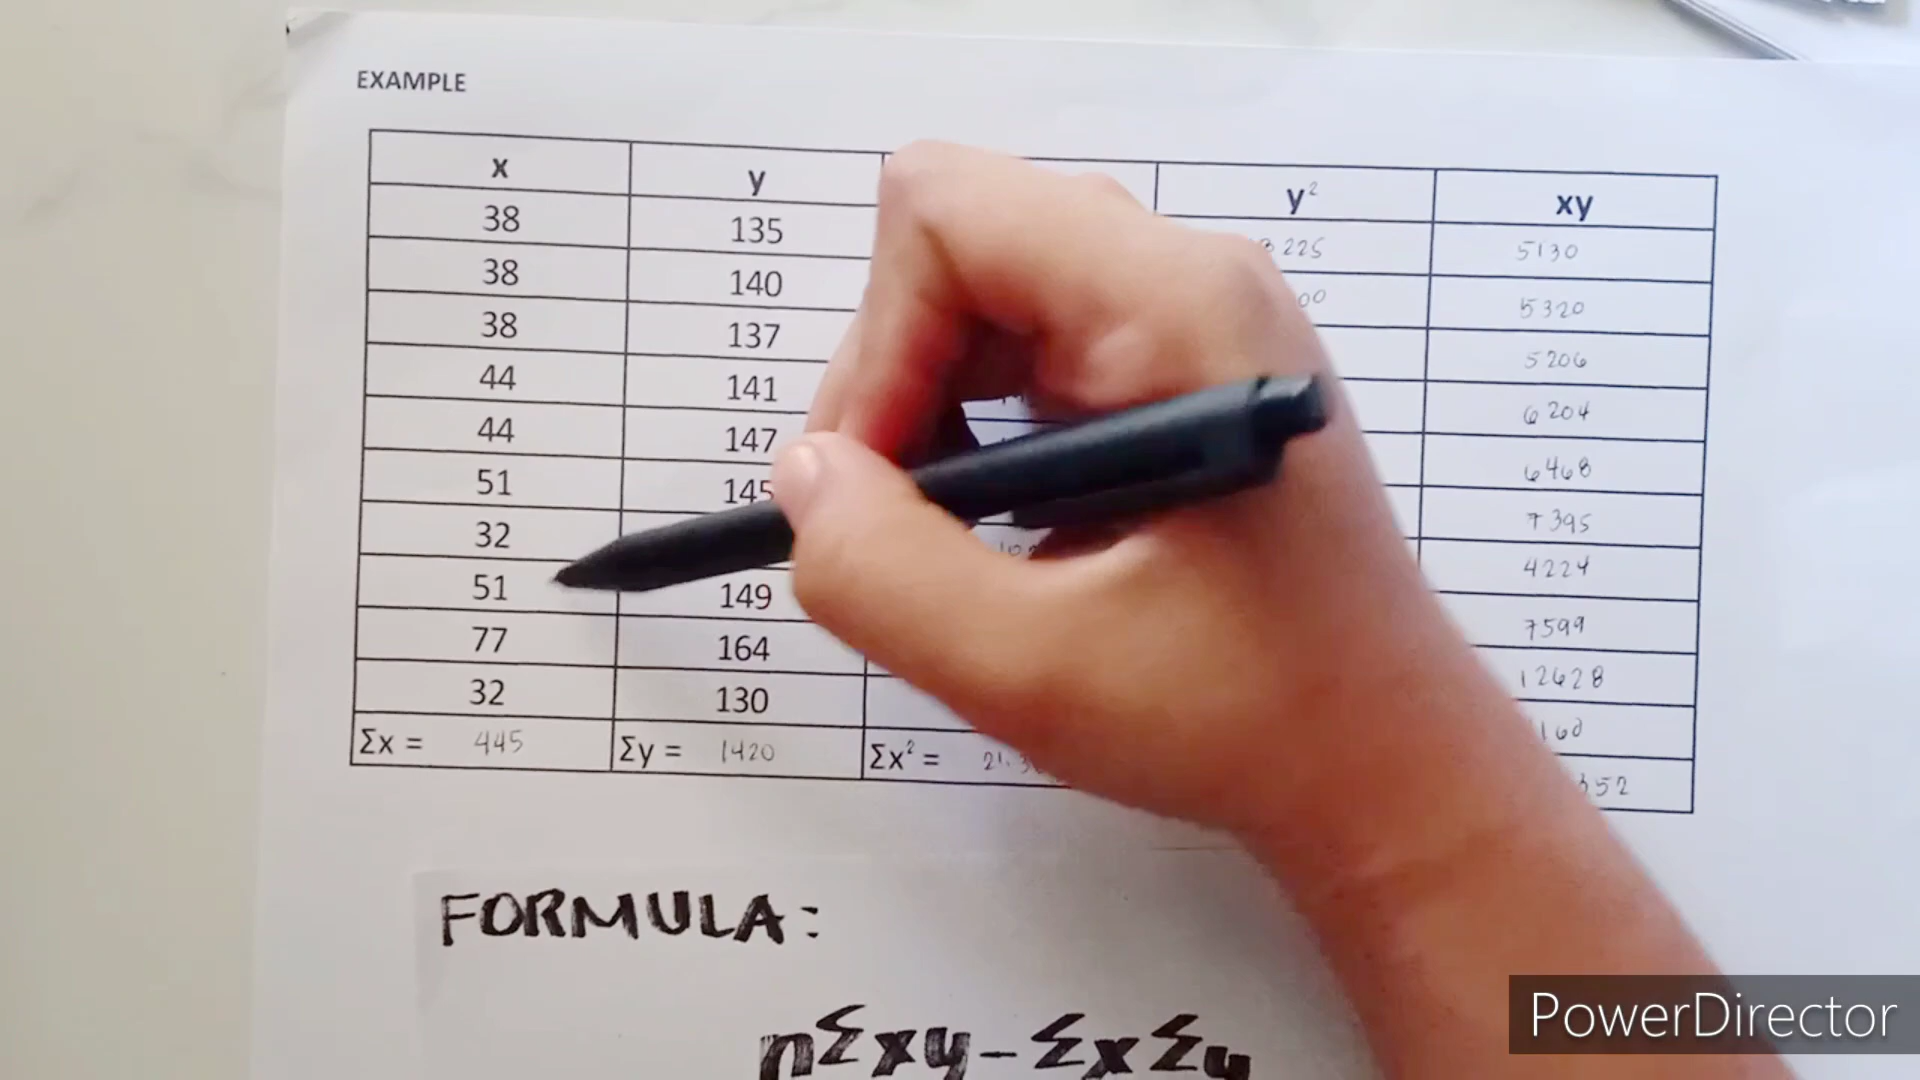 EXAMPLE
x y y² xy
38 135 5130
38 140 5320
38 137 5206
44 141 6204
44 147 6468
51 145 7395
32 4224
51 149 7599
77 164 12628
32 130
Σx = 445 Σy = 1420 Σx² =
FORMULA:
nΣxy - ΣxΣy
PowerDirector